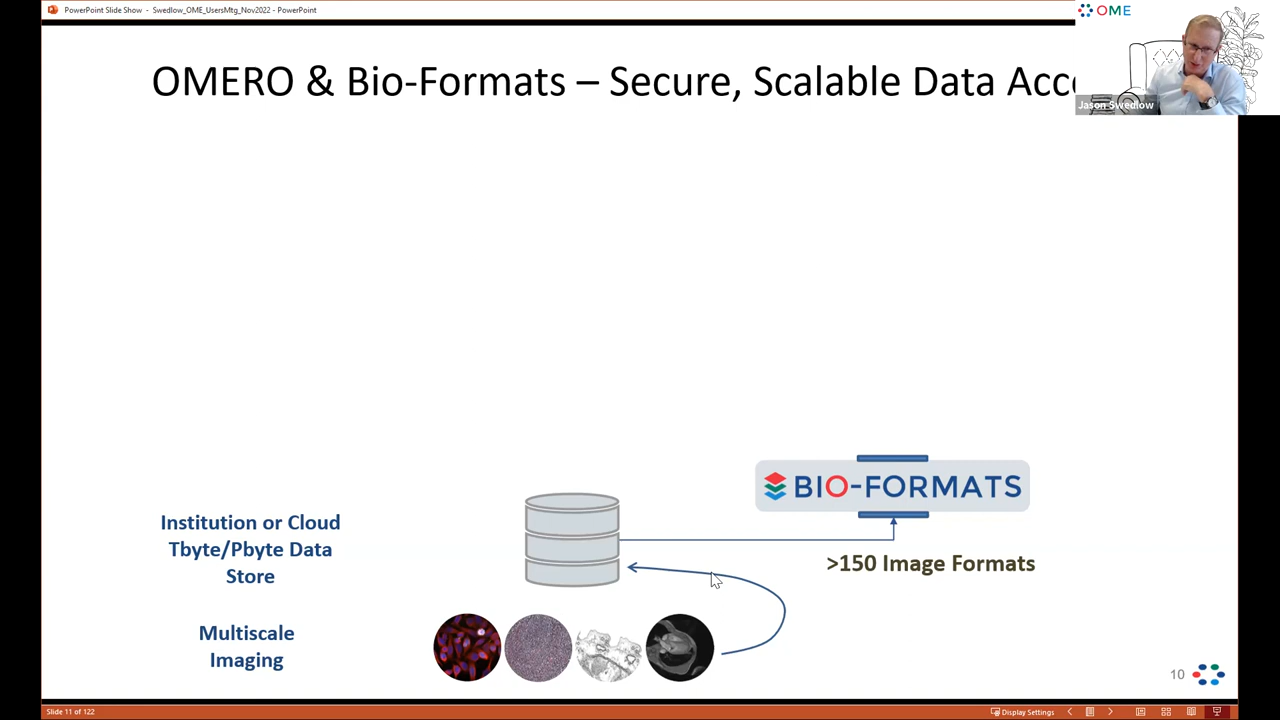 PowerPoint Slide Show - Swedlow_OME_UsersMtg_Nov2022 - PowerPoint
OME
OMERO & Bio-Formats – Secure, Scalable Data Acc
Jason Swedlow
BIO-FORMATS
Institution or Cloud
Tbyte/Pbyte Data
Store
>150 Image Formats
Multiscale
Imaging
10
Slide 11 of 122
Display Settings